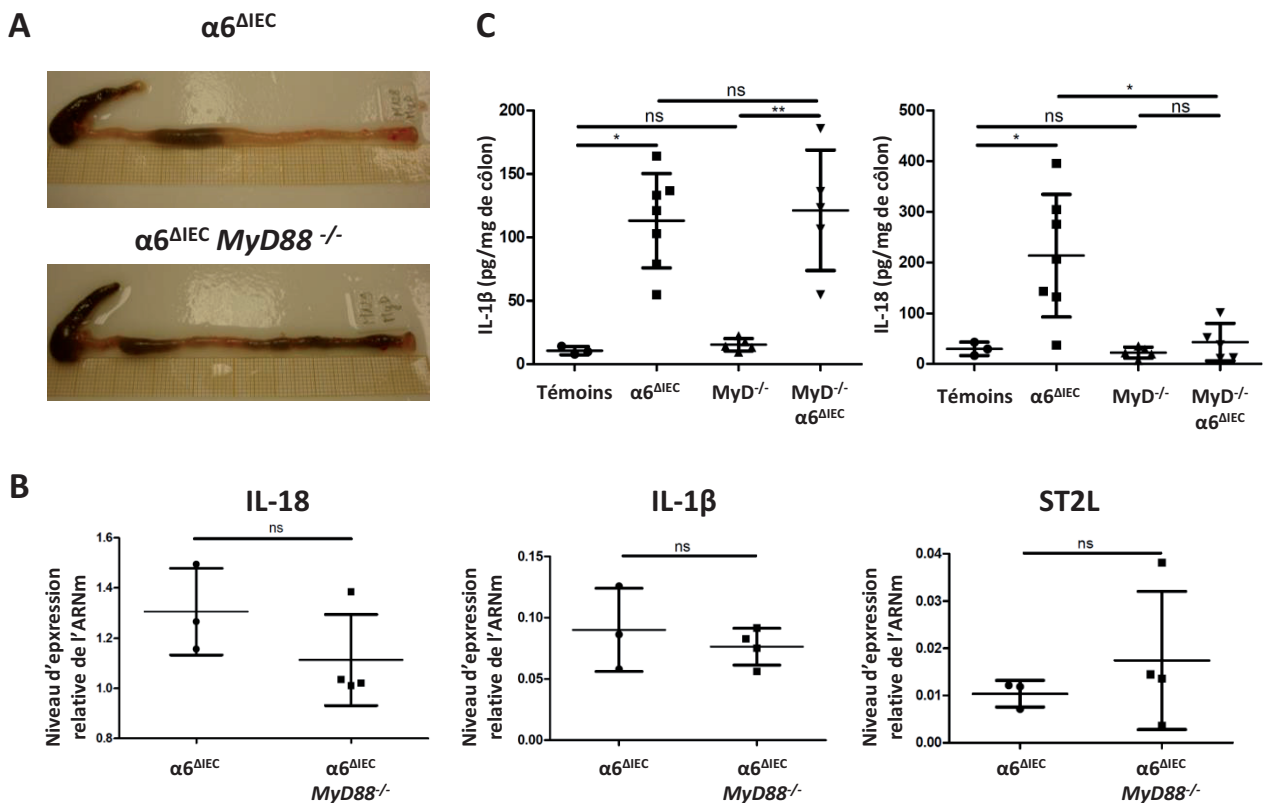 A
α6ΔIEC
α6ΔIEC MyD88 -/-
C
IL-1β (pg/mg de côlon)
200
150
100
50
0
ns
ns
**
*
Témoins
α6ΔIEC
MyD-/-
MyD-/-
α6ΔIEC
IL-18 (pg/mg de côlon)
500
400
300
200
100
0
*
ns
ns
*
Témoins
α6ΔIEC
MyD-/-
MyD-/-
α6ΔIEC
B
IL-18
Niveau d'epxression
relative de l'ARNm
1.6
1.4
1.2
1.0
0.8
ns
α6ΔIEC
α6ΔIEC
MyD88-/-
IL-1β
Niveau d'epxression
relative de l'ARNm
0.15
0.10
0.05
0.00
ns
α6ΔIEC
α6ΔIEC
MyD88-/-
ST2L
Niveau d'epxression
relative de l'ARNm
0.04
0.03
0.02
0.01
0.00
ns
α6ΔIEC
α6ΔIEC
MyD88-/-